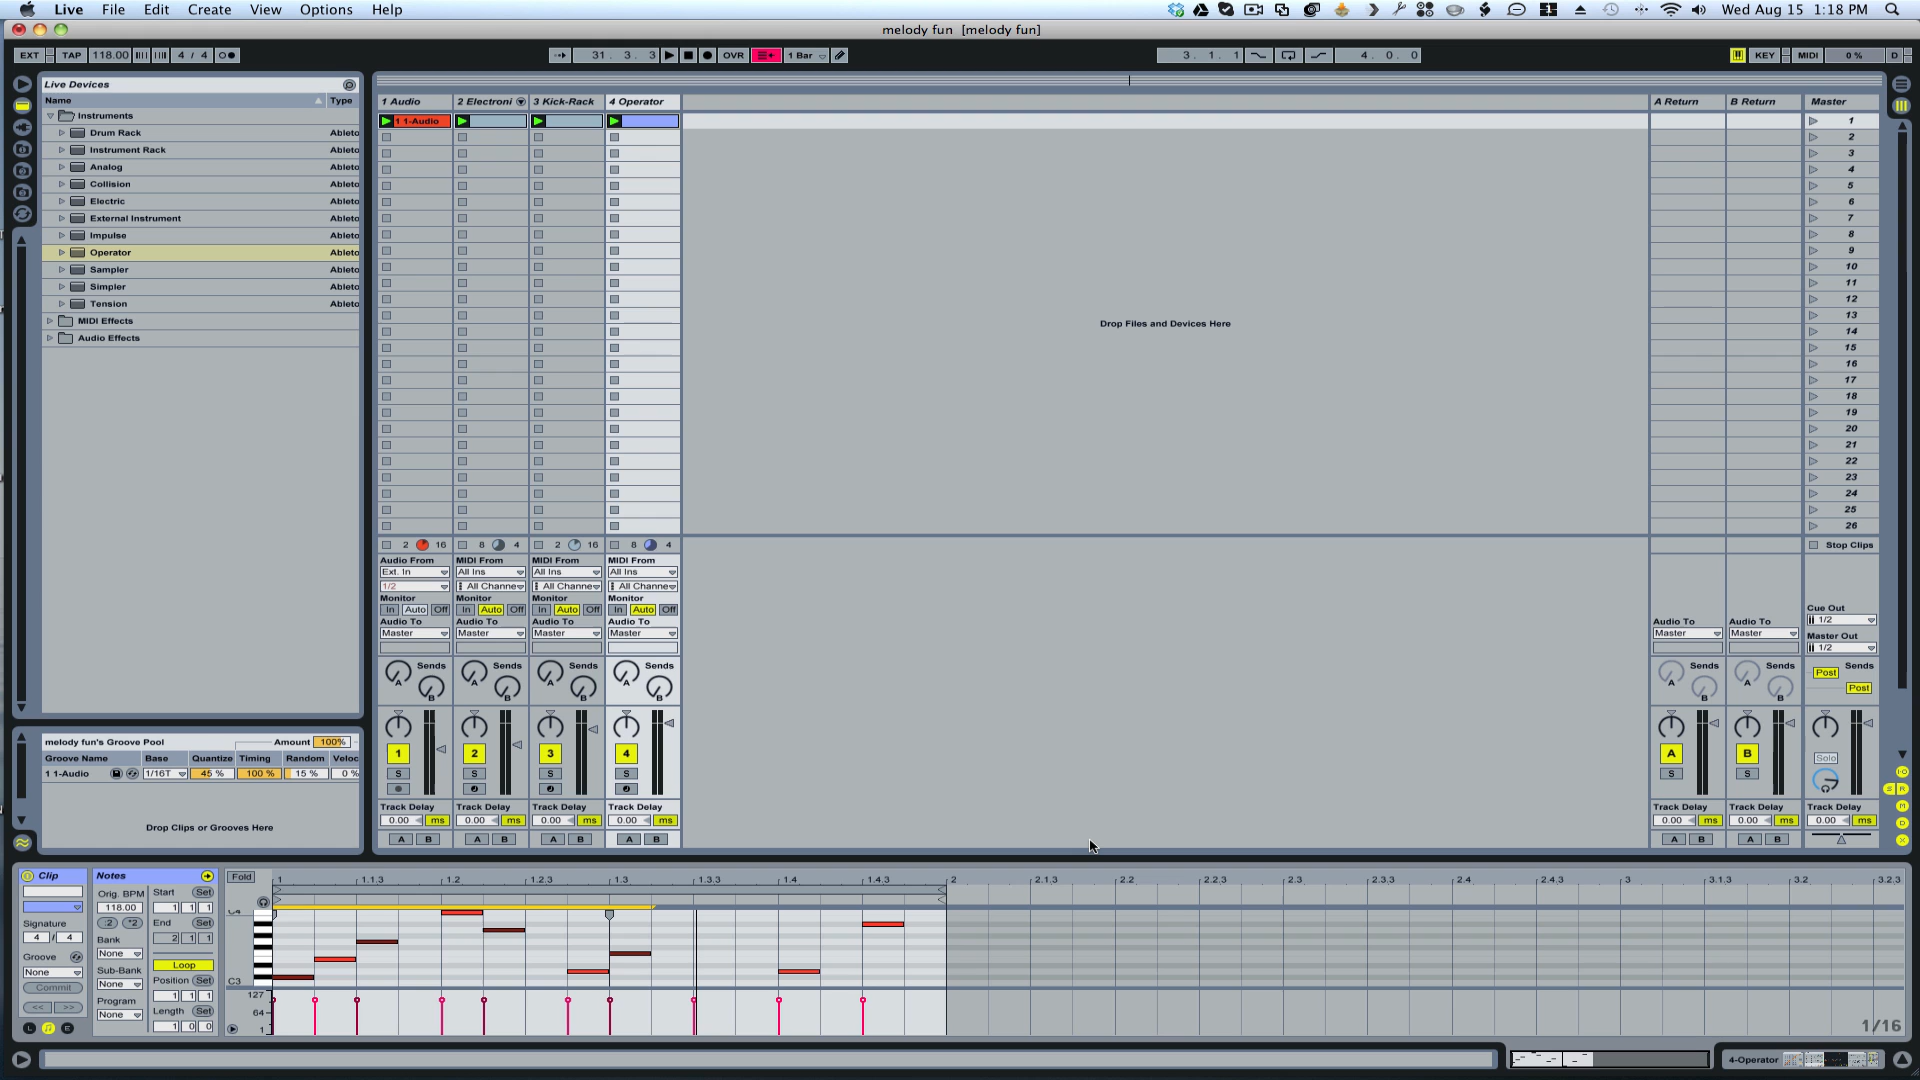 Live File Edit Create View Options Help Wed Aug 15 1:18 PM
melody fun [melody fun]
EXT TAP 118.00 4 / 4 31 . 3 . 3 OVR 1 Bar 3 . 1 . 1 4 . 0 . 0 KEY MIDI 0 % D
Live Devices
Name Type
Instruments
Drum Rack Ableto
Instrument Rack Ableto
Analog Ableto
Collision Ableto
Electric Ableto
External Instrument Ableto
Impulse Ableto
Operator Ableto
Sampler Ableto
Simpler Ableto
Tension Ableto
MIDI Effects
Audio Effects
1 Audio 2 Electroni 3 Kick-Rack 4 Operator A Return B Return Master
1 1-Audio 1
2
3
4
5
6
7
8
9
10
11
12
13
14
15
16
17
18
19
20
21
22
23
24
25
26
Drop Files and Devices Here
2 16 8 4 2 16 8 4 Stop Clips
Audio From MIDI From MIDI From MIDI From
Ext. In All Ins All Ins All Ins
1/2 All Channe All Channe All Channe
Monitor Monitor Monitor Monitor
In Auto Off In Auto Off In Auto Off In Auto Off
Audio To Audio To Audio To Audio To Audio To Audio To
Master Master Master Master Master Master
Cue Out
1/2
Master Out
1/2
Sends Sends Sends Sends Sends Sends Sends
A B A B A B A B A B A B Post Post
1 2 3 4 A B Solo
S S S S S S
Track Delay Track Delay Track Delay Track Delay Track Delay Track Delay Track Delay
0.00 ms 0.00 ms 0.00 ms 0.00 ms 0.00 ms 0.00 ms 0.00 ms
A B A B A B A B A B A B
melody fun's Groove Pool Amount 100%
Groove Name Base Quantize Timing Random Veloc
1 1-Audio 1/16T 45 % 100 % 15 % 0 %
Drop Clips or Grooves Here
Clip
Signature
4 / 4
Groove
None
Commit
<< >>
L E
Notes
Orig. BPM
118.00
:2 *2
Bank
None
Sub-Bank
None
Program
None
Start Set
1 1 1
End Set
2 1 1
Loop
Position Set
1 1 1
Length Set
1 0 0
Fold 1 1.1.3 1.2 1.2.3 1.3 1.3.3 1.4 1.4.3 2 2.1.3 2.2 2.2.3 2.3 2.3.3 2.4 2.4.3 3 3.1.3 3.2 3.2.3
C4
C3
127
64
1
1/16
4-Operator